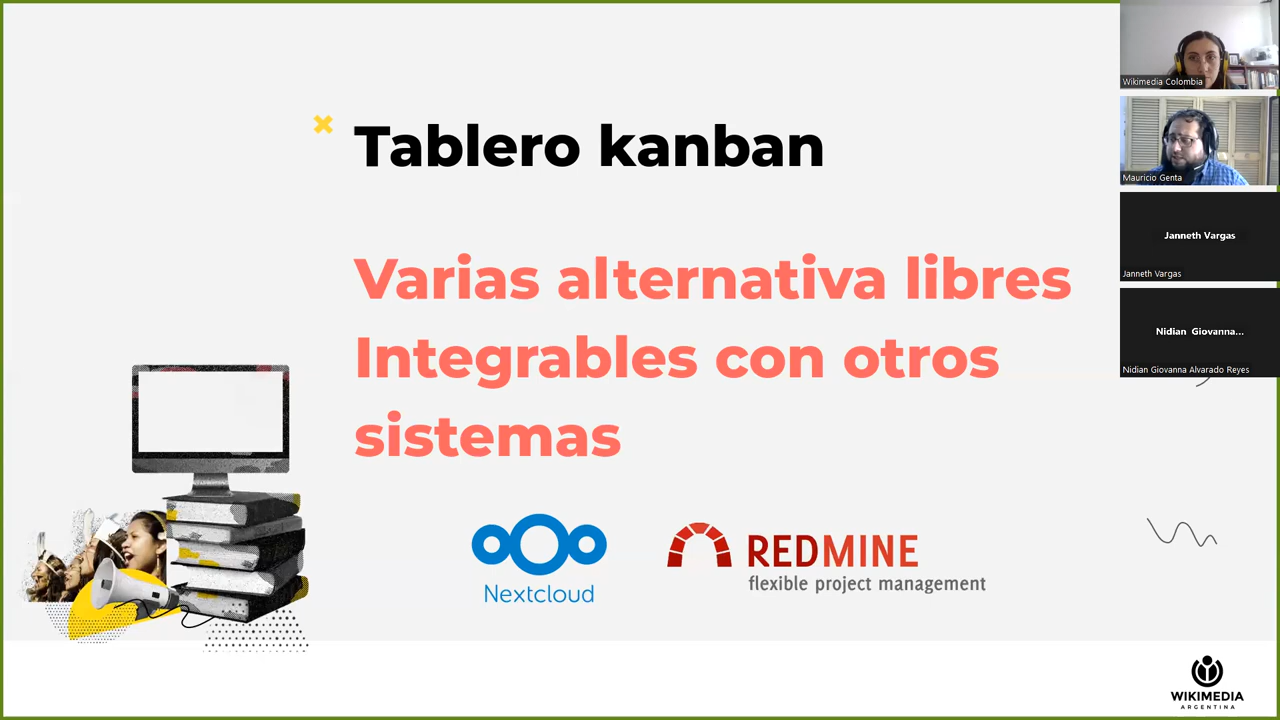 Tablero kanban
Varias alternativa libres
Integrables con otros
sistemas
Nextcloud
REDMINE
flexible project management
WIKIMEDIA
ARGENTINA
Wikimedia Colombia
Mauricio Genta
Janneth Vargas
Janneth Vargas
Nidian Giovanna...
Nidian Giovanna Alvarado Reyes